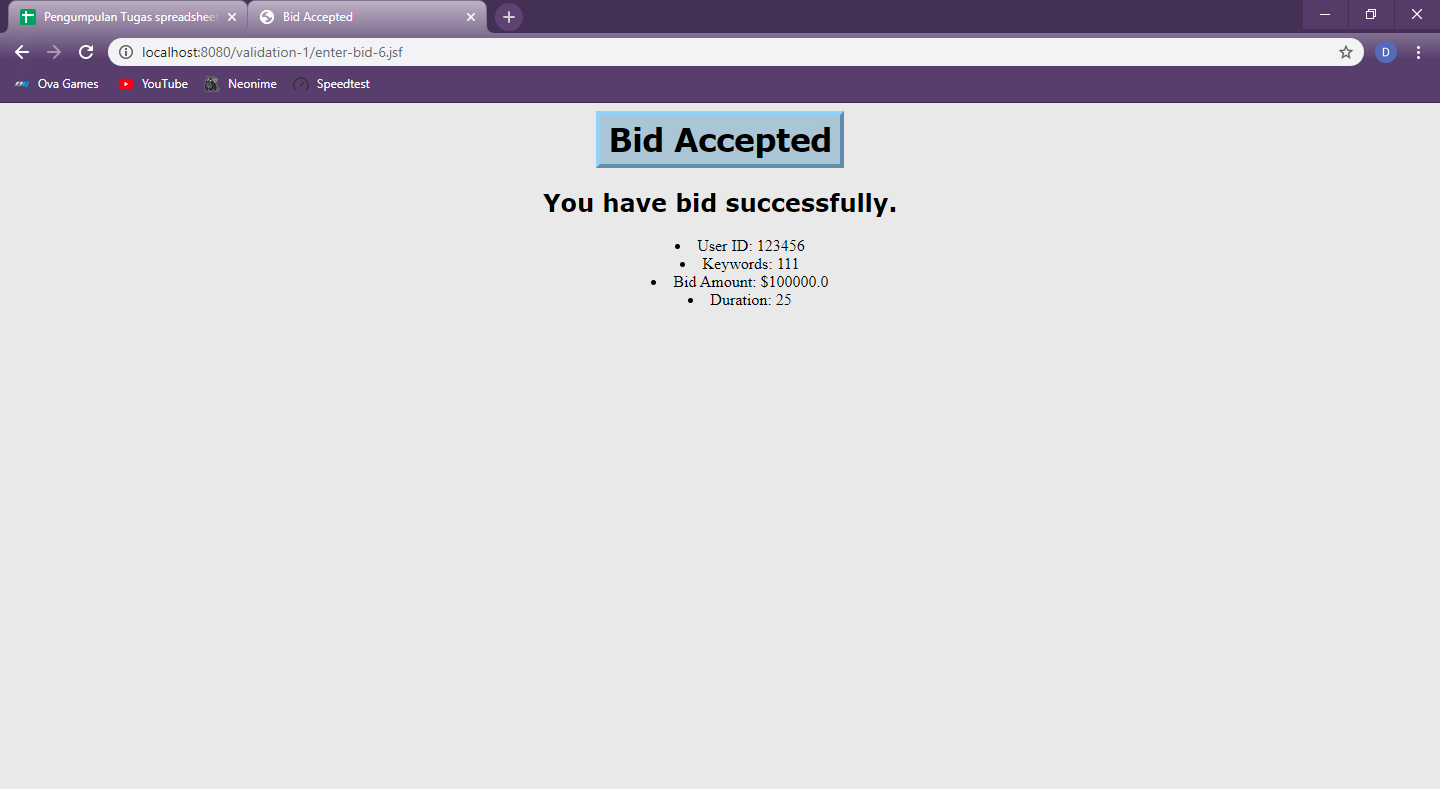 Pengumpulan Tugas spreadsheet
Bid Accepted
localhost:8080/validation-1/enter-bid-6.jsf
D
Ova Games
YouTube
Neonime
Speedtest
Bid Accepted
You have bid successfully.
• User ID: 123456
• Keywords: 111
• Bid Amount: $100000.0
• Duration: 25